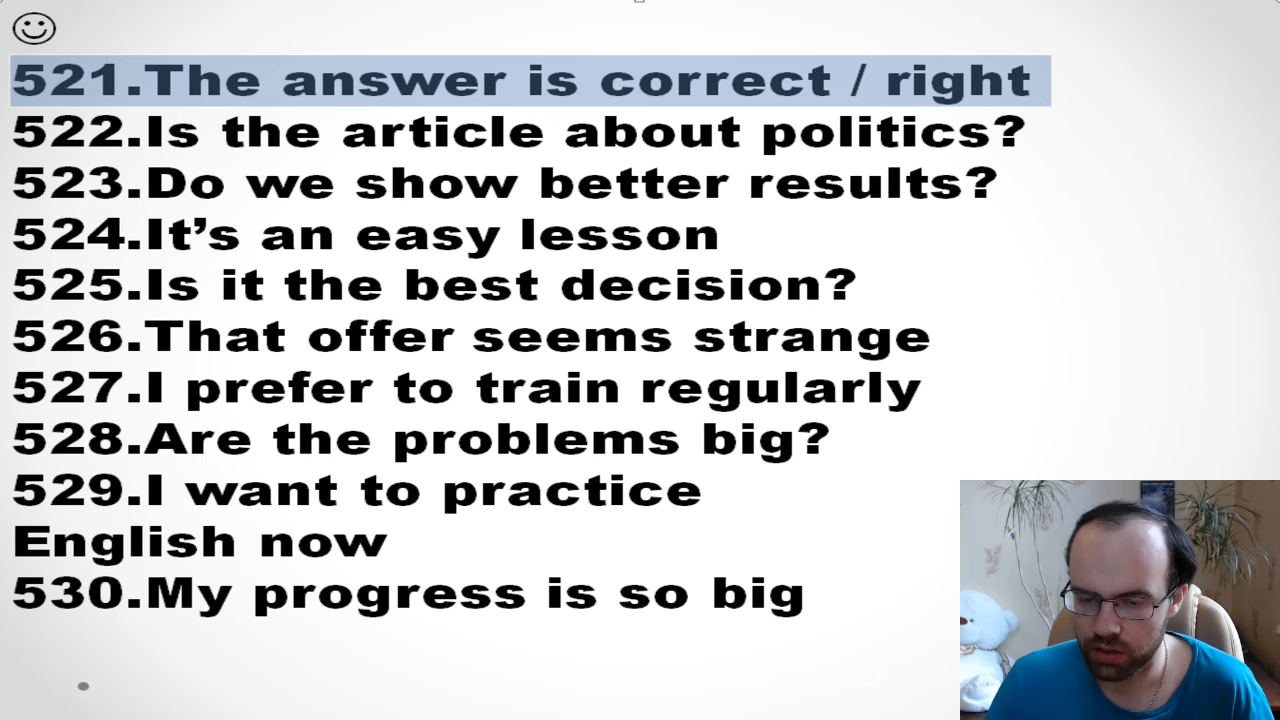 521.The answer is correct / right
522.Is the article about politics?
523.Do we show better results?
524.It’s an easy lesson
525.Is it the best decision?
526.That offer seems strange
527.I prefer to train regularly
528.Are the problems big?
529.I want to practice
English now
530.My progress is so big